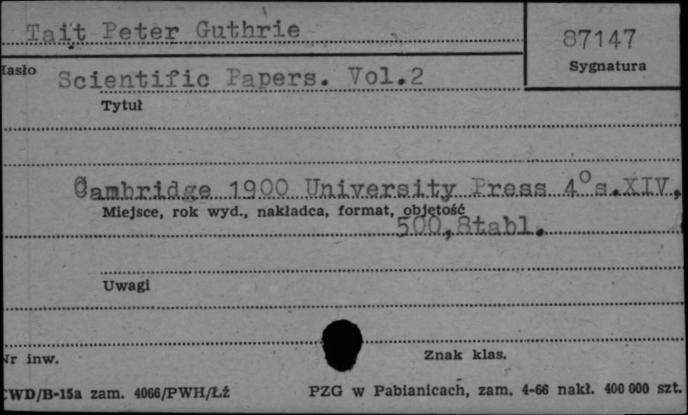 Tait Peter Guthrie
87147
Hasło
Sygnatura
Scientific Papers. Vol.2
Tytuł
Cambridge 1900 University Press 4° s.XIV,
Miejsce, rok wyd., nakładca, format, objętość
500,8tabl.
Uwagi
Nr inw.
Znak klas.
CWD/B-15a zam. 4066/PWH/Łź
PZG w Pabianicach, zam. 4-66 nakł. 400 000 szt.